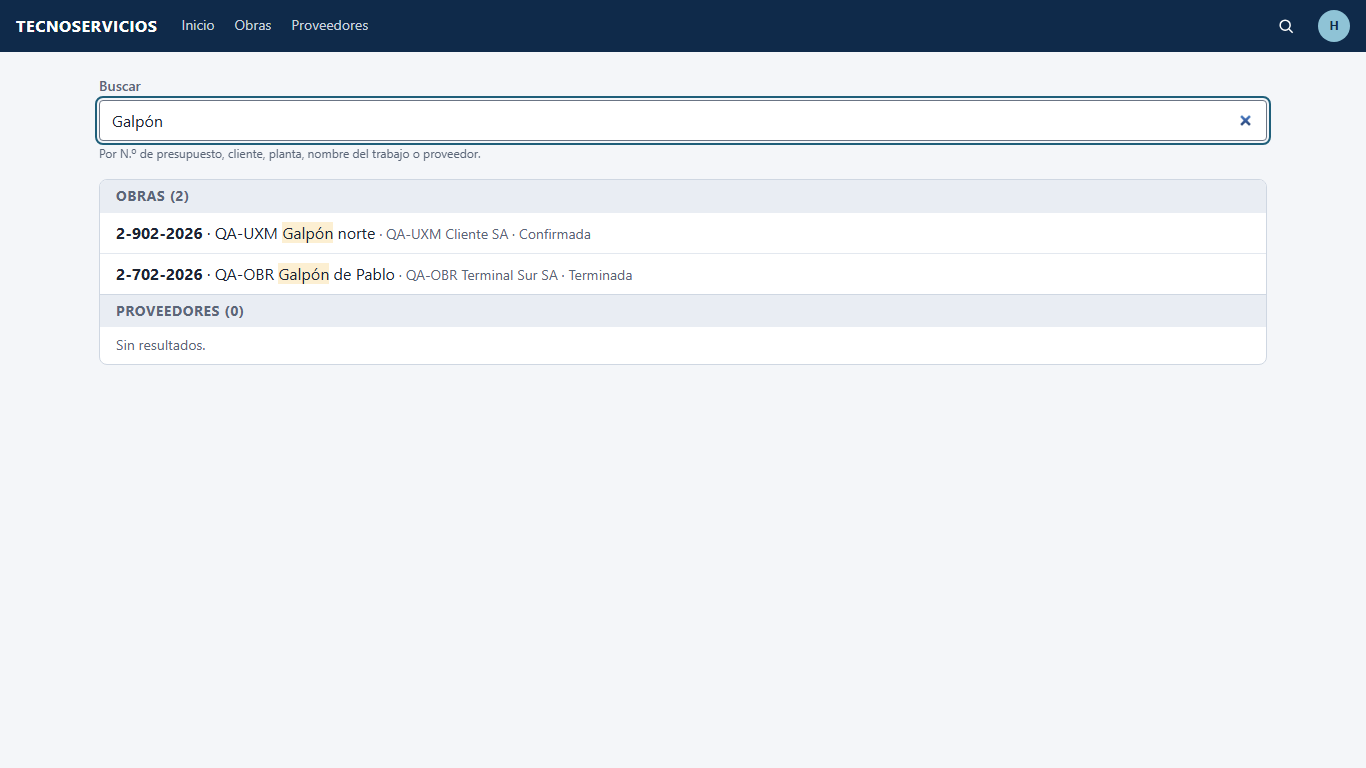 TECNOSERVICIOS Inicio Obras Proveedores H
Buscar
Galpón
Por N.º de presupuesto, cliente, planta, nombre del trabajo o proveedor.
OBRAS (2)
2-902-2026 · QA-UXM Galpón norte · QA-UXM Cliente SA · Confirmada
2-702-2026 · QA-OBR Galpón de Pablo · QA-OBR Terminal Sur SA · Terminada
PROVEEDORES (0)
Sin resultados.